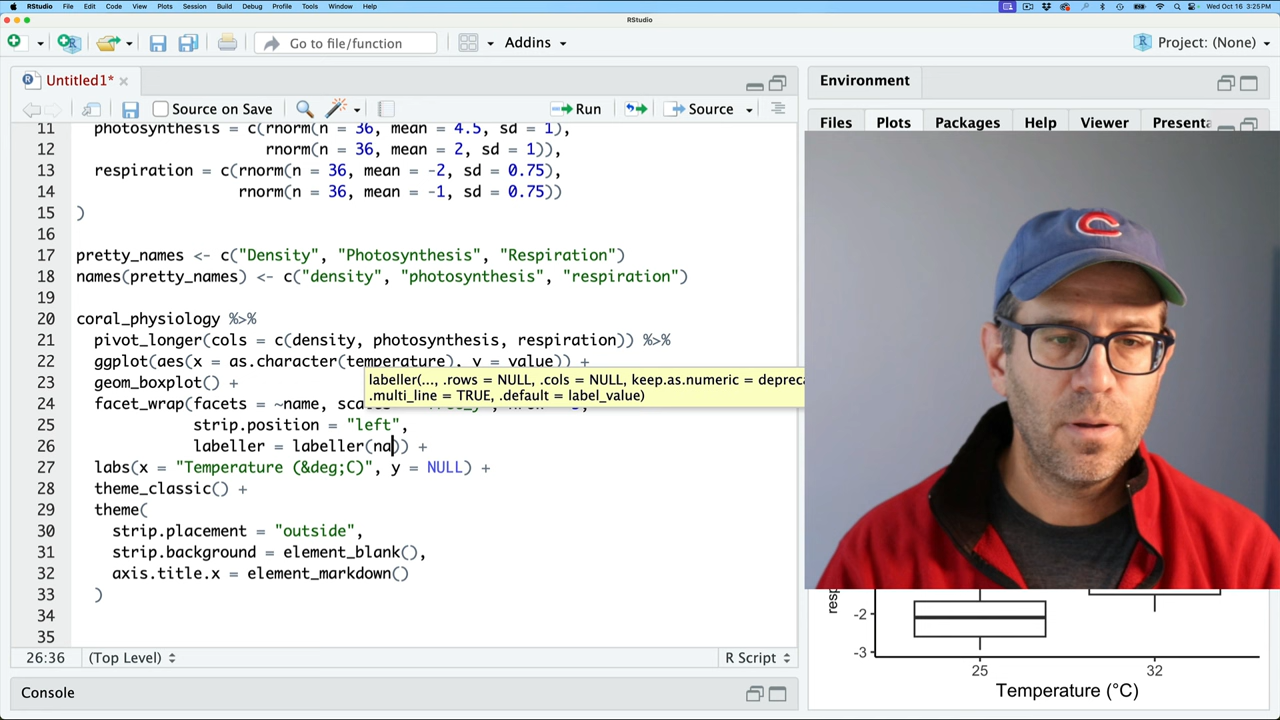 RStudio File Edit Code View Plots Session Build Debug Profile Tools Window Help Wed Oct 16 3:25 PM
RStudio
Go to file/function Addins Project: (None)
Untitled1* Environment
Source on Save Run Source Files Plots Packages Help Viewer Presenta
11 photosynthesis = c(rnorm(n = 36, mean = 4.5, sd = 1),
12 rnorm(n = 36, mean = 2, sd = 1)),
13 respiration = c(rnorm(n = 36, mean = -2, sd = 0.75),
14 rnorm(n = 36, mean = -1, sd = 0.75))
15 )
16
17 pretty_names <- c("Density", "Photosynthesis", "Respiration")
18 names(pretty_names) <- c("density", "photosynthesis", "respiration")
19
20 coral_physiology %>%
21 pivot_longer(cols = c(density, photosynthesis, respiration)) %>%
22 ggplot(aes(x = as.character(temperature), y = value)) +
labeller(..., .rows = NULL, .cols = NULL, keep.as.numeric = depreca
.multi_line = TRUE, .default = label_value)
23 geom_boxplot() +
24 facet_wrap(facets = ~name,
25 strip.position = "left",
26 labeller = labeller(na)) +
27 labs(x = "Temperature (&deg;C)", y = NULL) +
28 theme_classic() +
29 theme(
30 strip.placement = "outside",
31 strip.background = element_blank(),
32 axis.title.x = element_markdown()
33 )
34
35
26:36 (Top Level) R Script
Console
resp
-2
-3
25 32
Temperature (°C)